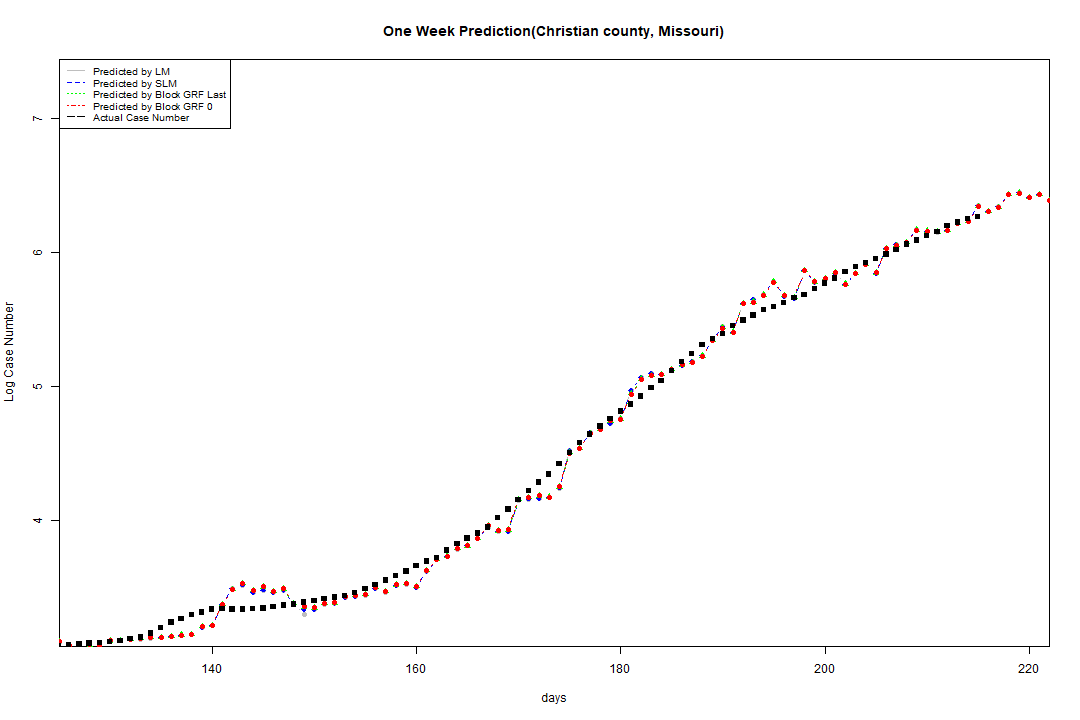 One Week Prediction(Christian county, Missouri)
Predicted by LM
Predicted by SLM
Predicted by Block GRF Last
Predicted by Block GRF 0
Actual Case Number
7
6
5
4
Log Case Number
140 160 180 200 220
days